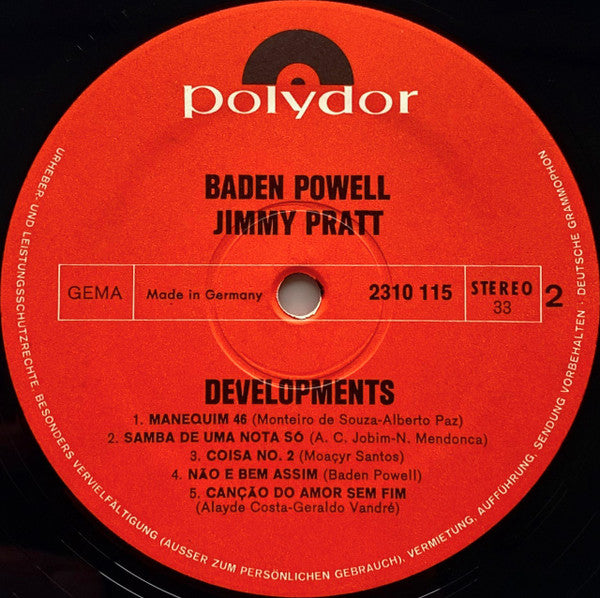 polydor
BADEN POWELL
JIMMY PRATT
GEMA
Made in Germany
2310 115
STEREO
33
2
DEVELOPMENTS
1. MANEQUIM 46 (Monteiro de Souza-Alberto Paz)
2. SAMBA DE UMA NOTA SÓ (A. C. Jobim-N. Mendonca)
3. COISA NO. 2 (Moaçyr Santos)
4. NÃO E BEM ASSIM (Baden Powell)
5. CANÇÃO DO AMOR SEM FIM
(Alayde Costa-Geraldo Vandré)
URHEBER- UND LEISTUNGSSCHUTZRECHTE, BESONDERS VERVIELFÄLTIGUNG (AUSSER ZUM PERSÖNLICHEN GEBRAUCH), VERMIETUNG, AUFFÜHRUNG, SENDUNG VORBEHALTEN · DEUTSCHE GRAMMOPHON